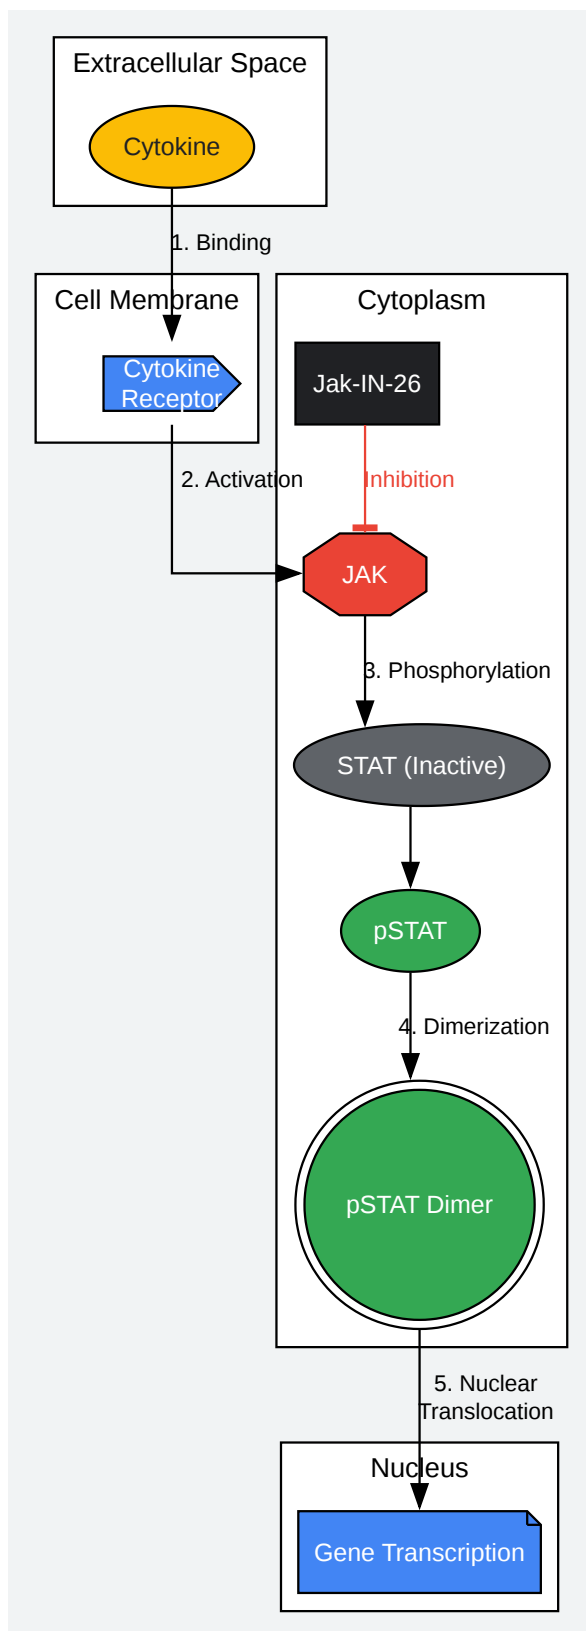 Extracellular Space
Cytokine
1. Binding
Cell Membrane
Cytokine
Receptor
2. Activation
Cytoplasm
Jak-IN-26
Inhibition
JAK
3. Phosphorylation
STAT (Inactive)
pSTAT
4. Dimerization
pSTAT Dimer
5. Nuclear
Translocation
Nucleus
Gene Transcription